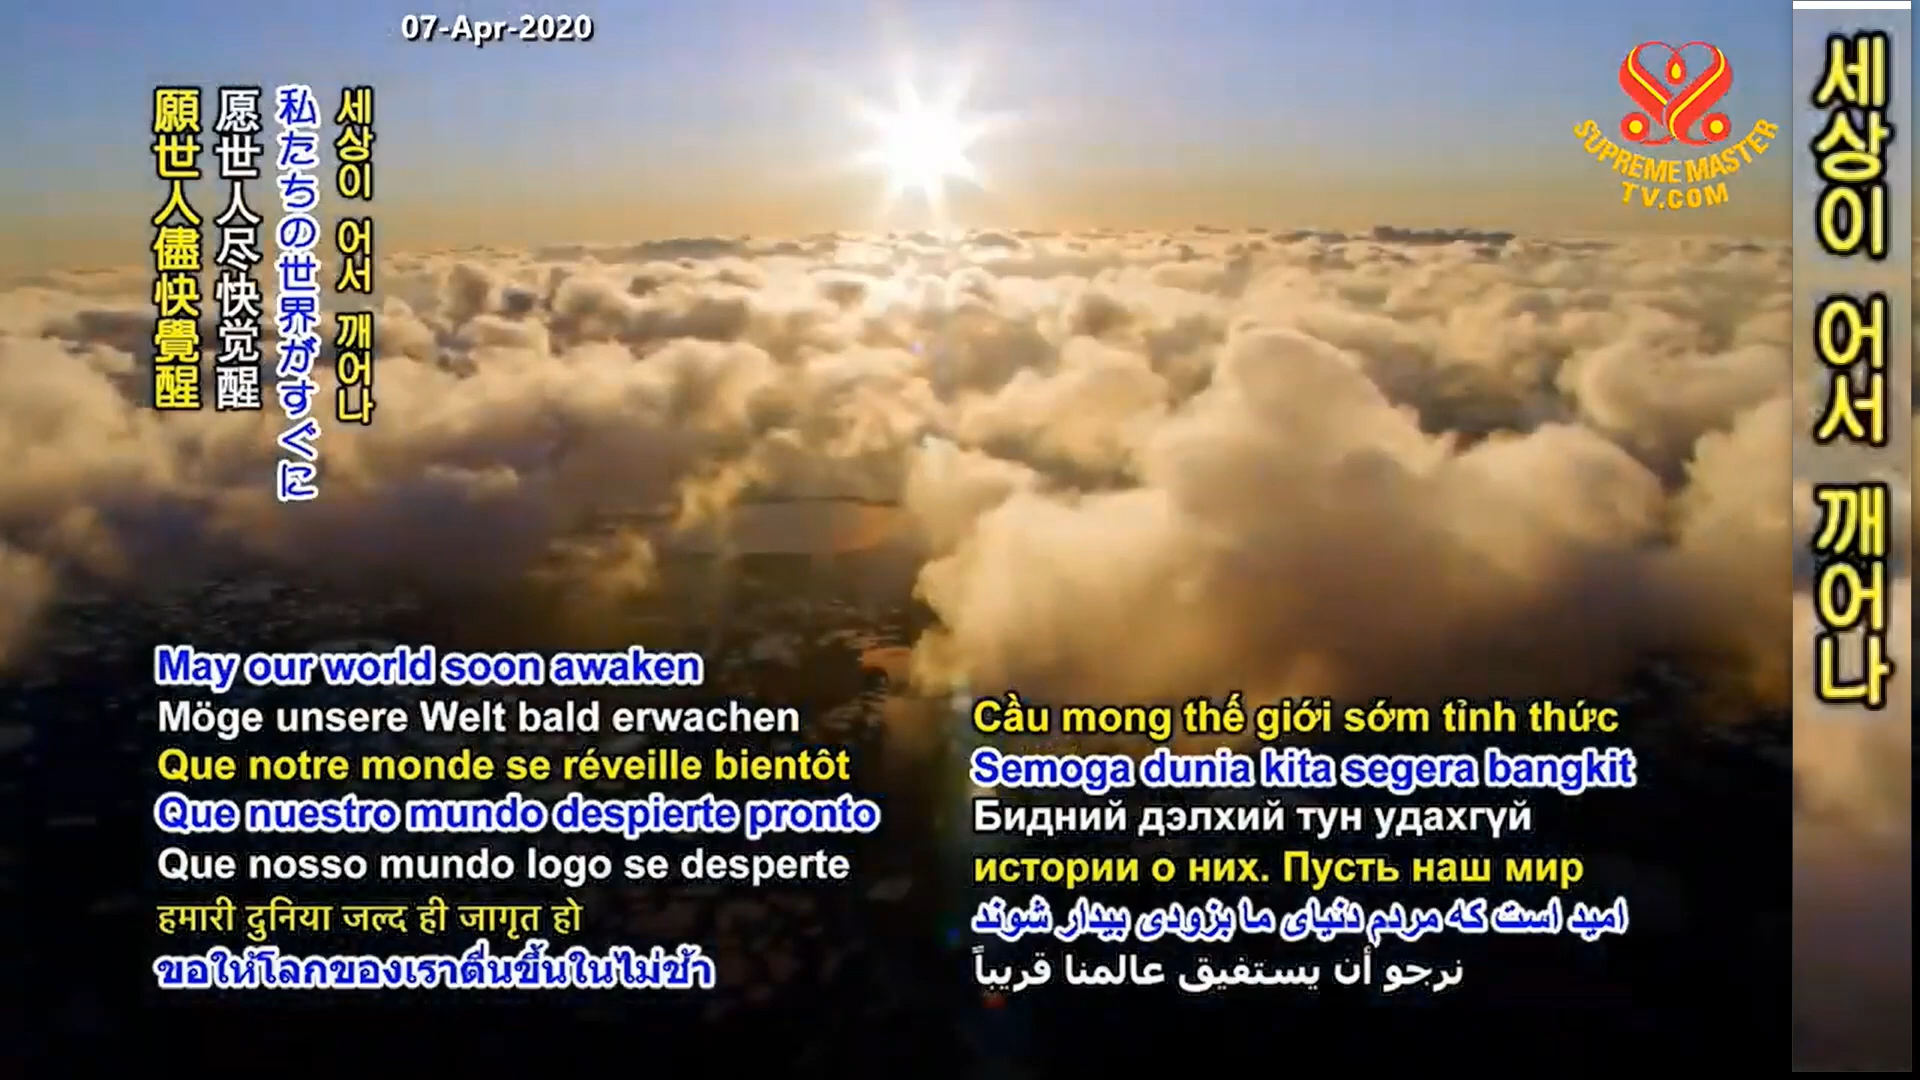 07-Apr-2020
SUPREME MASTER
TV.COM
願世人儘快覺醒
愿世人尽快觉醒
私たちの世界がすぐに
세상이 어서 깨어나
세상이 어서 깨어나
May our world soon awaken
Möge unsere Welt bald erwachen
Que notre monde se réveille bientôt
Que nuestro mundo despierte pronto
Que nosso mundo logo se desperte
हमारी दुनिया जल्द ही जागृत हो
ขอให้โลกของเราตื่นขึ้นในไม่ช้า
Cầu mong thế giới sớm tỉnh thức
Semoga dunia kita segera bangkit
Бидний дэлхий тун удахгүй
истории о них. Пусть наш мир
امید است که مردم دنیای ما بزودی بیدار شوند
نرجو أن يستفيق عالمنا قريباً